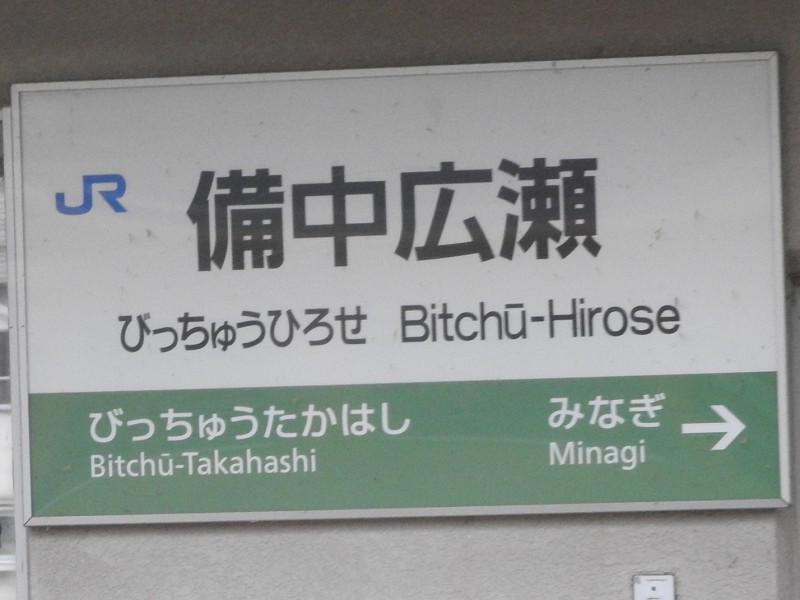 JR
備中広瀬
びっちゅうひろせ Bitchū-Hirose
びっちゅうたかはし みなぎ →
Bitchū-Takahashi Minagi